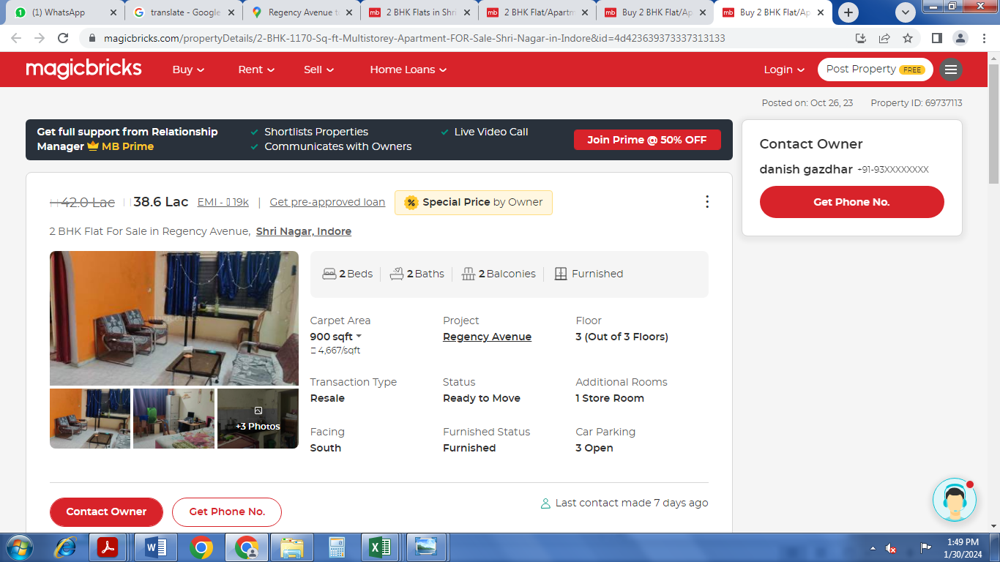 (1) WhatsApp
translate - Google
Regency Avenue t
2 BHK Flats in Shri
2 BHK Flat/Apartm
Buy 2 BHK Flat/Ap
Buy 2 BHK Flat/Ap
magicbricks.com/propertyDetails/2-BHK-1170-Sq-ft-Multistorey-Apartment-FOR-Sale-Shri-Nagar-in-Indore&id=4d423639373337313133
magicbricks
Buy
Rent
Sell
Home Loans
Login
Post Property FREE
Posted on: Oct 26, 23 Property ID: 69737113
Get full support from Relationship
Manager MB Prime
Shortlists Properties
Communicates with Owners
Live Video Call
Join Prime @ 50% OFF
Contact Owner
danish gazdhar +91-93XXXXXXXX
Get Phone No.
42.0 Lac 38.6 Lac EMI - 19k | Get pre-approved loan % Special Price by Owner
2 BHK Flat For Sale in Regency Avenue, Shri Nagar, Indore
magicbricks
+3 Photos
2 Beds 2 Baths 2 Balconies Furnished
Carpet Area
900 sqft
4,667/sqft
Project
Regency Avenue
Floor
3 (Out of 3 Floors)
Transaction Type
Resale
Status
Ready to Move
Additional Rooms
1 Store Room
Facing
South
Furnished Status
Furnished
Car Parking
3 Open
Contact Owner
Get Phone No.
Last contact made 7 days ago
1:49 PM
1/30/2024